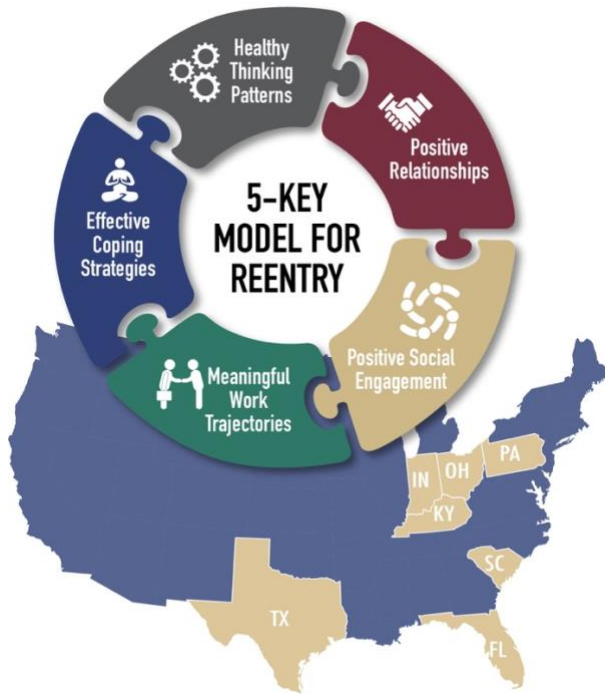 Healthy
Thinking
Patterns
Positive
Relationships
5-KEY
MODEL FOR
REENTRY
Effective
Coping
Strategies
Positive Social
Engagement
Meaningful
Work
Trajectories
IN
OH
PA
KY
SC
TX
FL